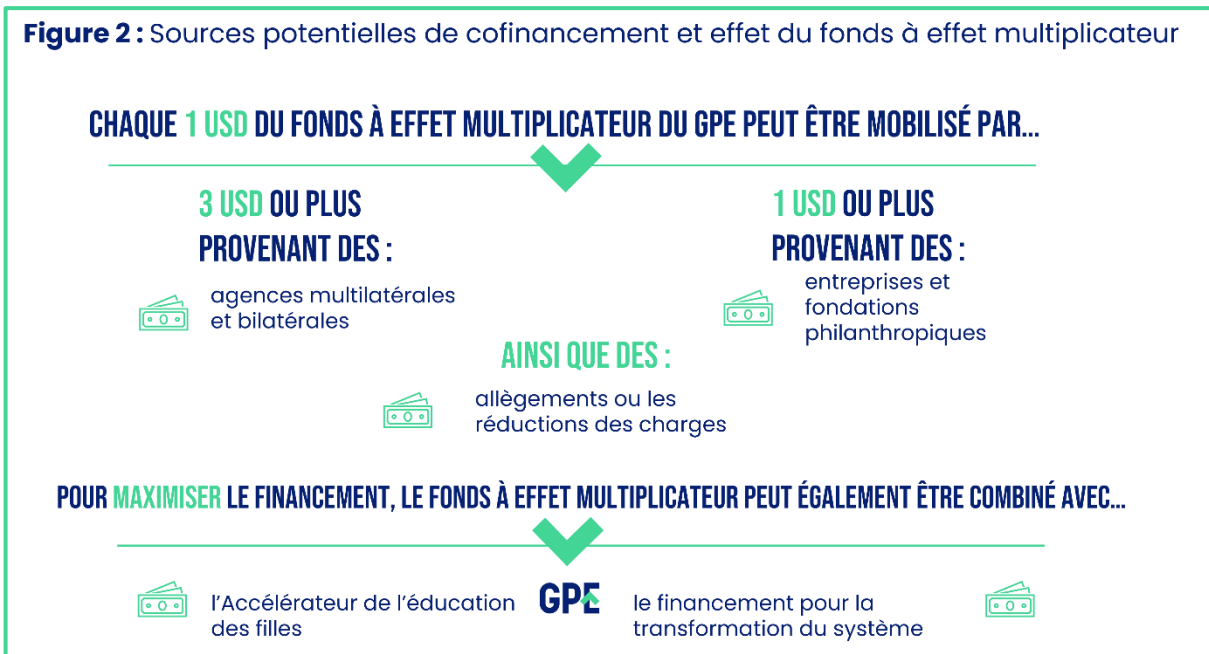 Figure 2 : Sources potentielles de cofinancement et effet du fonds à effet multiplicateur
CHAQUE 1 USD DU FONDS À EFFET MULTIPLICATEUR DU GPE PEUT ÊTRE MOBILISÉ PAR...
3 USD OU PLUS
PROVENANT DES :
agences multilatérales
et bilatérales
1 USD OU PLUS
PROVENANT DES :
entreprises et
fondations
philanthropiques
AINSI QUE DES :
allègements ou les
réductions des charges
POUR MAXIMISER LE FINANCEMENT, LE FONDS À EFFET MULTIPLICATEUR PEUT ÉGALEMENT ÊTRE COMBINÉ AVEC...
l'Accélérateur de l'éducation
des filles
GPE
le financement pour la
transformation du système